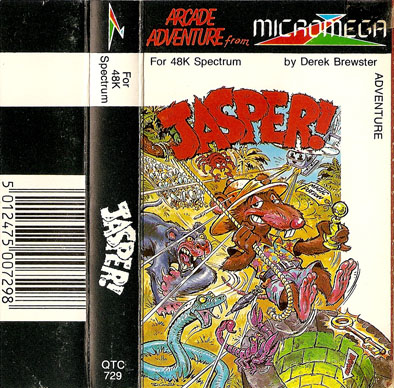 For
48K
Spectrum
JASPER!
QTC
729
5 012475 007298
ARCADE
ADVENTURE from MICROMEGA
For 48K Spectrum by Derek Brewster
ADVENTURE
JASPER!